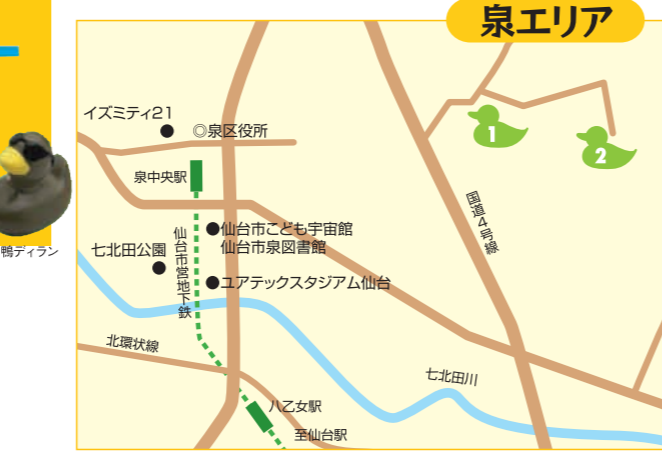 泉エリア
イズミティ21
◎泉区役所
泉中央駅
1
2
国道4号線
仙台市こども宇宙館
仙台市泉図書館
仙台市営地下鉄
七北田公園
ユアテックスタジアム仙台
鴨ディラン
北環状線
七北田川
八乙女駅
至仙台駅